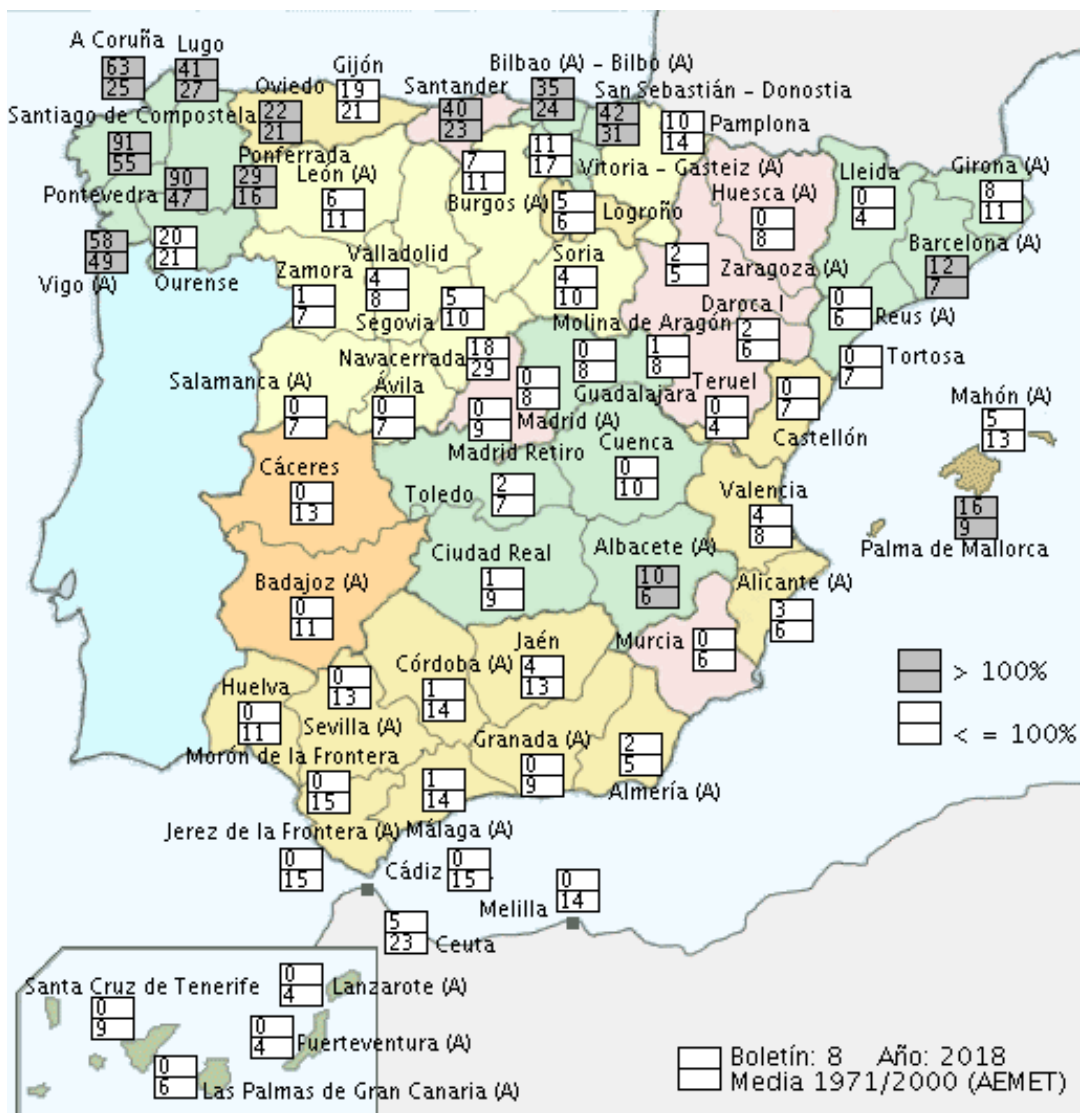 A Coruña
63
25
Lugo
41
27
Oviedo
22
21
Gijón
19
21
Santander
40
23
Bilbao (A) - Bilbo (A)
35
24
San Sebastián - Donostia
42
31
10
14
Pamplona
Santiago de Compostela
91
55
Pontevedra
90
47
Ponferrada
29
16
León (A)
6
11
Burgos (A)
7
11
Vitoria - Gasteiz (A)
11
17
5
6
Logroño
Huesca (A)
0
8
Lleida
0
4
Girona (A)
8
11
58
49
Vigo (A)
20
21
Ourense
Zamora
1
7
Valladolid
4
8
Segovia
5
10
Soria
4
10
2
5
Zaragoza (A)
Barcelona (A)
12
7
Daroca I
2
6
0
6
Reus (A)
0
7
Tortosa
Navacerrada
18
29
Molina de Aragón
1
8
0
8
Guadalajara
Salamanca (A)
0
7
Ávila
0
7
0
8
Madrid (A)
0
9
Madrid Retiro
Teruel
0
4
0
7
Castellón
Mahón (A)
5
13
Cáceres
0
13
Toledo
2
7
Cuenca
0
10
Valencia
4
8
16
9
Palma de Mallorca
Badajoz (A)
0
11
Ciudad Real
1
9
Albacete (A)
10
6
Alicante (A)
3
6
Murcia
0
6
Huelva
0
11
0
13
Sevilla (A)
Córdoba (A)
1
14
Jaén
4
13
> 100%
< = 100%
Morón de la Frontera
0
15
1
14
Málaga (A)
Granada (A)
0
9
2
5
Almería (A)
Jerez de la Frontera (A)
0
15
Cádiz
0
15
Melilla
0
14
5
23
Ceuta
Santa Cruz de Tenerife
0
9
0
4
Lanzarote (A)
0
4
Fuerteventura (A)
0
6
Las Palmas de Gran Canaria (A)
Boletín: 8 Año: 2018
Media 1971/2000 (AEMET)